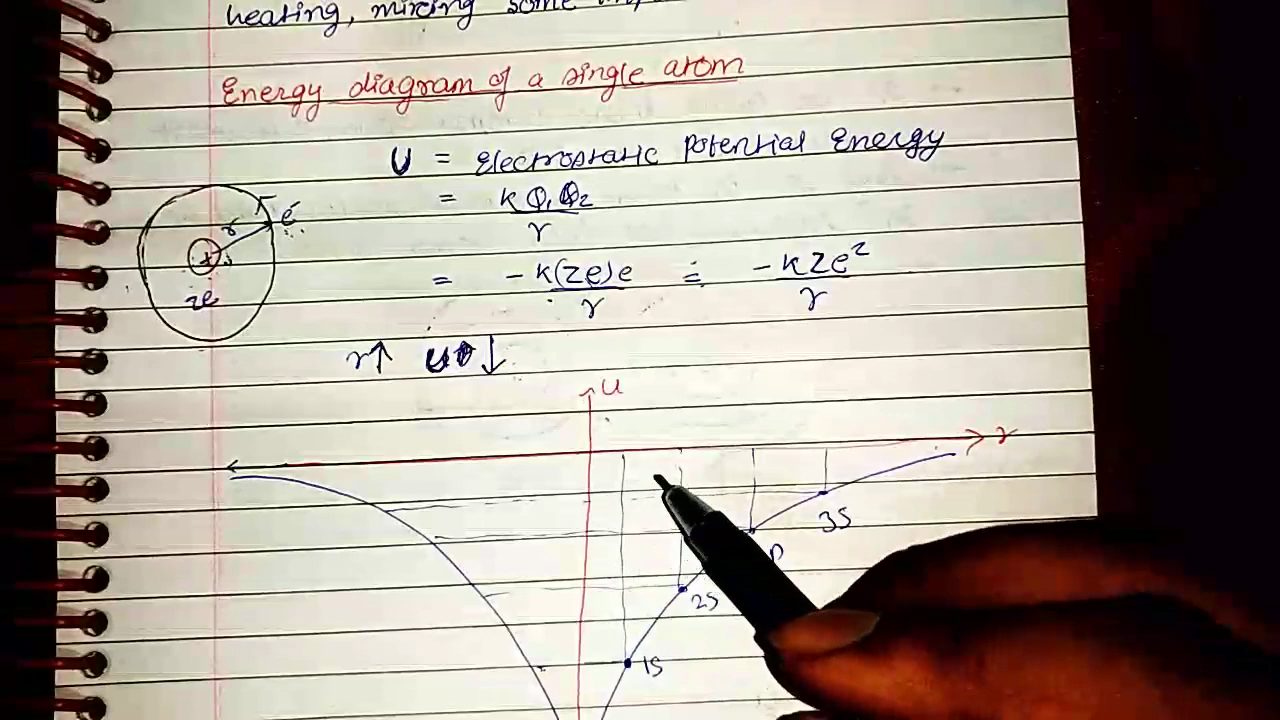 heating, mixing some
Energy diagram of a single atom
U = Electrostatic Potential Energy
= KQ₁Q₂/r
= -K(Ze)e/r = -KZe²/r
r e⁻
+
ze
r↑ U↓
U
r
3S
P
2S
1S